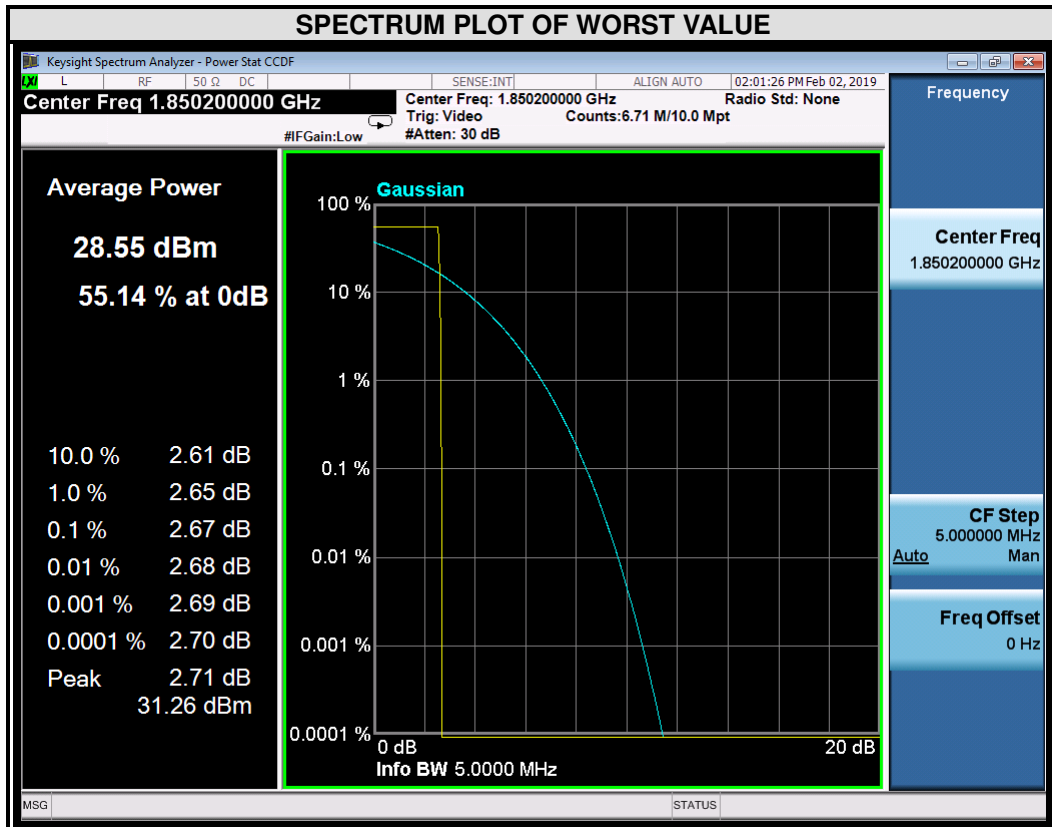 SPECTRUM PLOT OF WORST VALUE
Keysight Spectrum Analyzer - Power Stat CCDF
LXI L RF 50 Ω DC SENSE:INT ALIGN AUTO 02:01:26 PM Feb 02, 2019
Center Freq 1.850200000 GHz
#IFGain:Low
Center Freq: 1.850200000 GHz Radio Std: None
Trig: Video Counts:6.71 M/10.0 Mpt
#Atten: 30 dB
Frequency
Average Power
28.55 dBm
55.14 % at 0dB
10.0 % 2.61 dB
1.0 % 2.65 dB
0.1 % 2.67 dB
0.01 % 2.68 dB
0.001 % 2.69 dB
0.0001 % 2.70 dB
Peak 2.71 dB
31.26 dBm
Gaussian
100 %
10 %
1 %
0.1 %
0.01 %
0.001 %
0.0001 %
0 dB 20 dB
Info BW 5.0000 MHz
Center Freq
1.850200000 GHz
CF Step
5.000000 MHz
Auto Man
Freq Offset
0 Hz
MSG STATUS